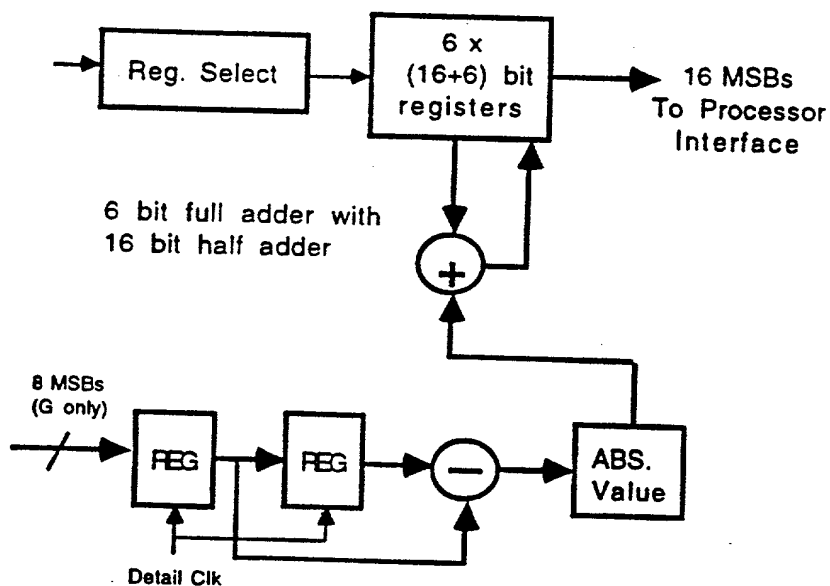 Reg. Select
6 x
(16+6) bit
registers
16 MSBs
To Processor
Interface
6 bit full adder with
16 bit half adder
+
8 MSBs
(G only)
REG
REG
−
ABS.
Value
Detail Clk